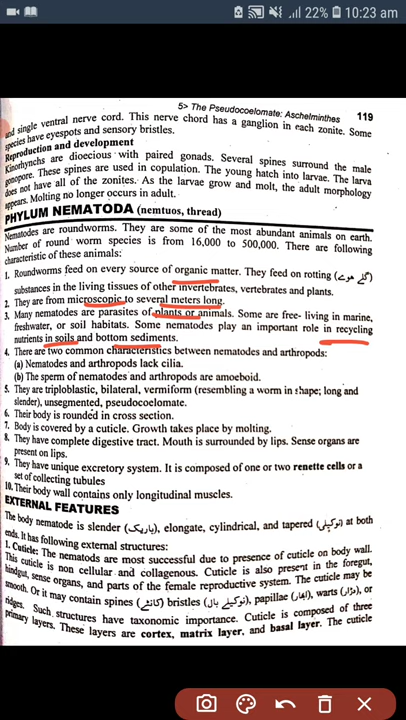 22% 10:23 am
5> The Pseudocoelomate: Aschelminthes 119
and single ventral nerve cord. This nerve chord has a ganglion in each zonite. Some
species have eyespots and sensory bristles.
Reproduction and development
Kinorhynchs are dioecious with paired gonads. Several spines surround the male
gonopore. These spines are used in copulation. The young hatch into larvae. The larva
does not have all of the zonites. As the larvae grow and molt, the adult morphology
appears. Molting no longer occurs in adult.
PHYLUM NEMATODA (nemtuos, thread)
Nematodes are roundworms. They are some of the most abundant animals on earth.
Number of round worm species is from 16,000 to 500,000. There are following
characteristic of these animals:
1. Roundworms feed on every source of organic matter. They feed on rotting (گلے ہوئے)
substances in the living tissues of other invertebrates, vertebrates and plants.
2. They are from microscopic to several meters long.
3. Many nematodes are parasites of plants or animals. Some are free- living in marine,
freshwater, or soil habitats. Some nematodes play an important role in recycling
nutrients in soils and bottom sediments.
4. There are two common characteristics between nematodes and arthropods:
(a) Nematodes and arthropods lack cilia.
(b) The sperm of nematodes and arthropods are amoeboid.
5. They are triploblastic, bilateral, vermiform (resembling a worm in shape; long and
slender), unsegmented, pseudocoelomate.
6. Their body is rounded in cross section.
7. Body is covered by a cuticle. Growth takes place by molting.
8. They have complete digestive tract. Mouth is surrounded by lips. Sense organs are
present on lips.
9. They have unique excretory system. It is composed of one or two renette cells or a
set of collecting tubules
10. Their body wall contains only longitudinal muscles.
EXTERNAL FEATURES
The body nematode is slender (باریک), elongate, cylindrical, and tapered (نوکیلی) at both
ends. It has following external structures:
1. Cuticle: The nematods are most successful due to presence of cuticle on body wall.
This cuticle is non cellular and collagenous. Cuticle is also present in the foregut,
hindgut, sense organs, and parts of the female reproductive system. The cuticle may be
smooth. Or it may contain spines (کانٹے) bristles (نوکیلے بال), papillae (ابھار), warts, or
ridges. Such structures have taxonomic importance. Cuticle is composed of three
primary layers. These layers are cortex, matrix layer, and basal layer. The cuticle